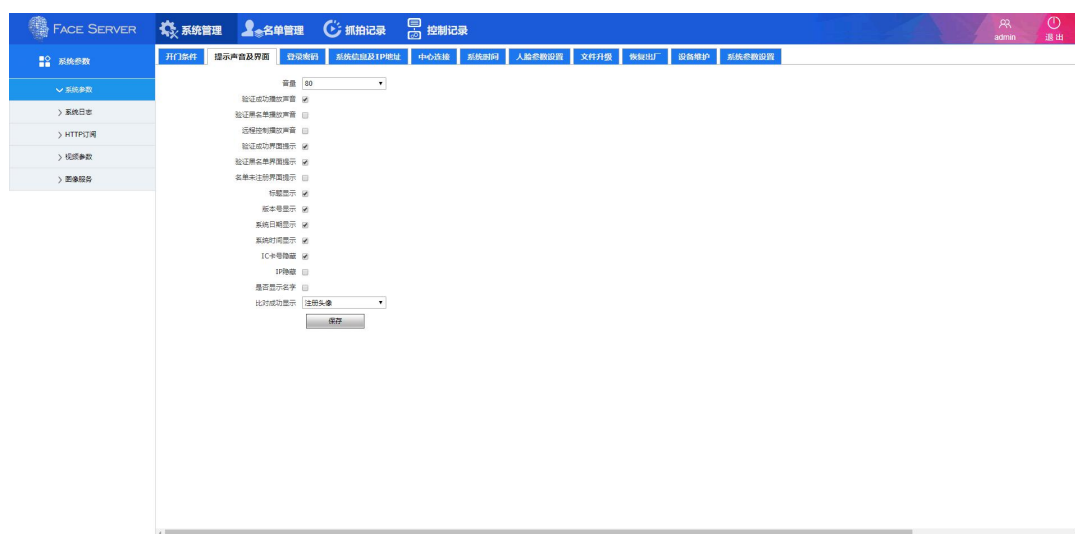 FACE SERVER 系统管理 名单管理 抓拍记录 控制记录 admin 退出
系统参数 开门条件 提示声音及界面 登录密码 系统信息及IP地址 中心连接 系统时间 人脸参数设置 文件升级 恢复出厂 设备维护 系统参数设置
系统参数
系统日志
HTTP订阅
视频参数
图像服务
音量 80
验证成功播放声音
验证黑名单播放声音
远程控制播放声音
验证成功界面提示
验证黑名单界面提示
名单未注册界面提示
标题显示
版本号显示
系统日期显示
系统时间显示
IC卡号隐藏
IP隐藏
是否显示名字
比对成功显示 注册头像
保存